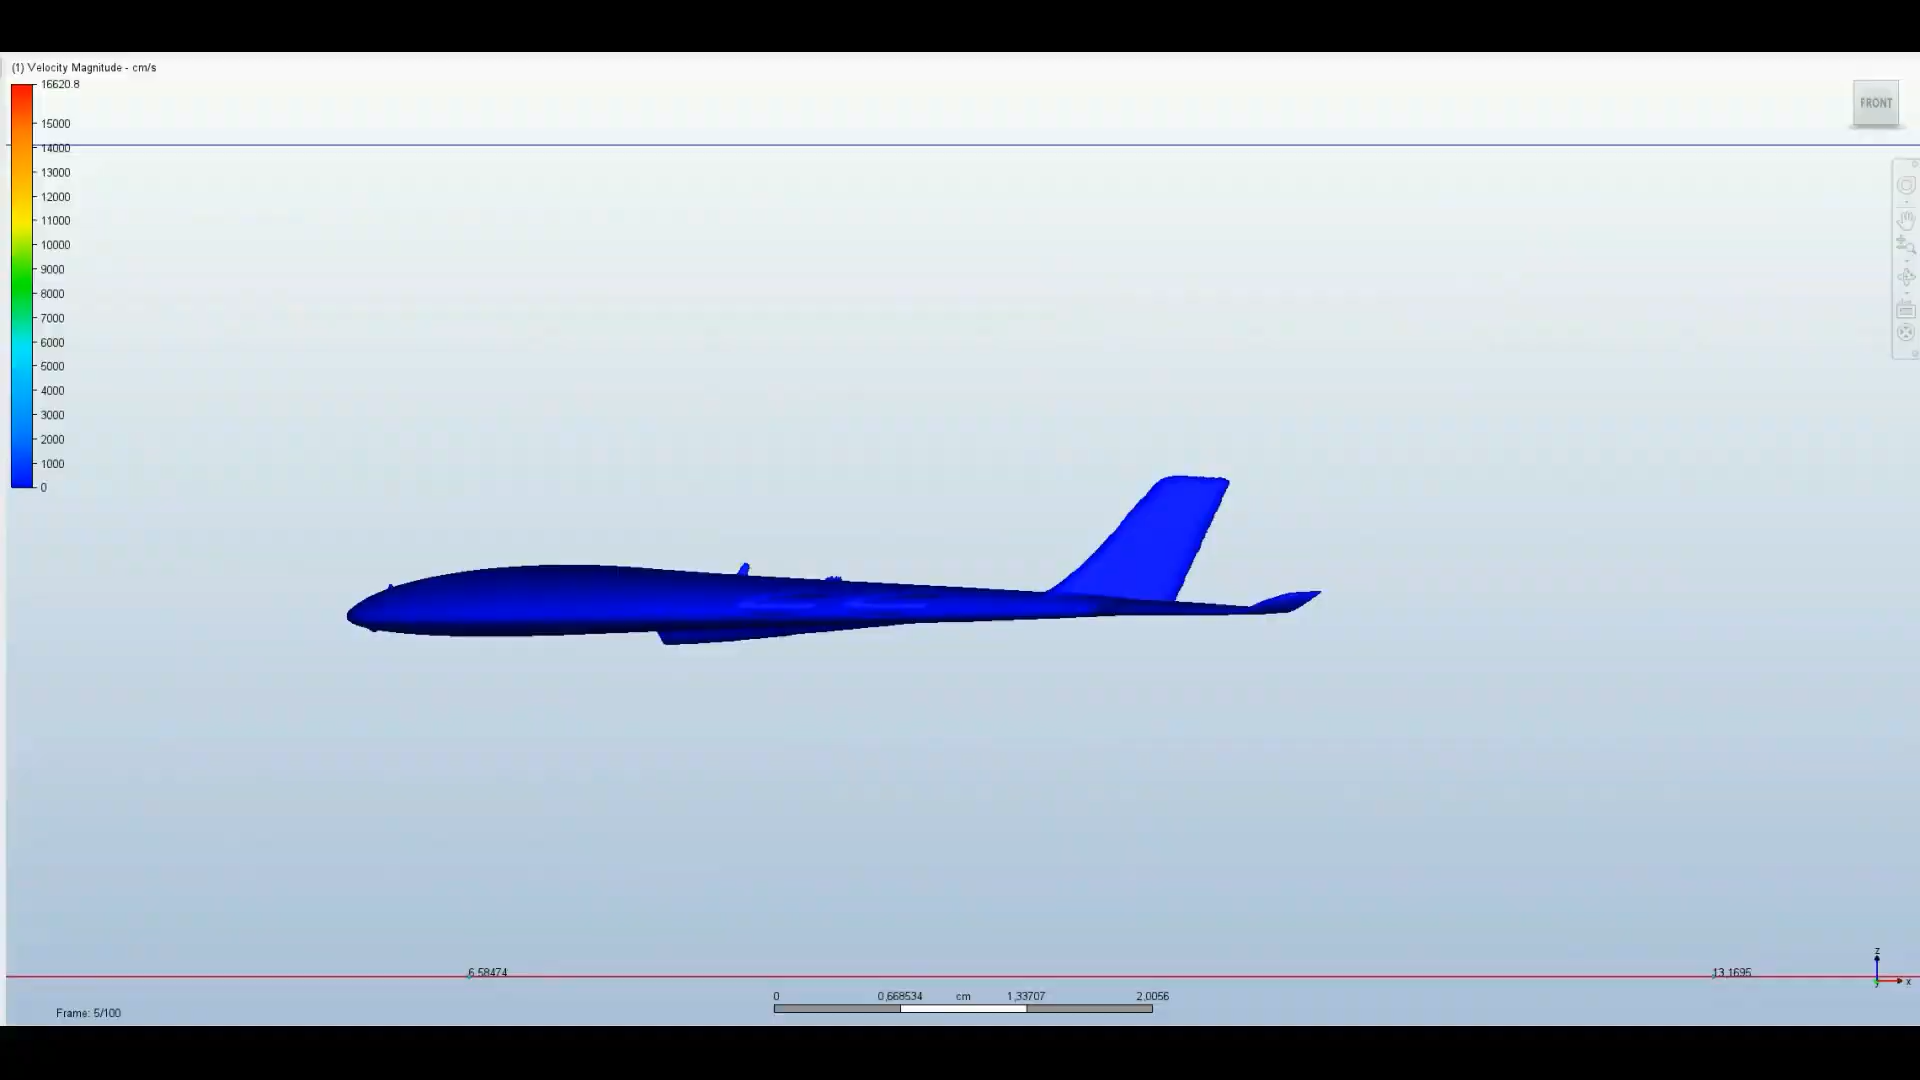 (1) Velocity Magnitude - cm/s
16620.8
15000
14000
13000
12000
11000
10000
9000
8000
7000
6000
5000
4000
3000
2000
1000
0
FRONT
6.58474
13.1695
z
x
y
0 0,668534 cm 1,33707 2,0056
Frame: 5/100